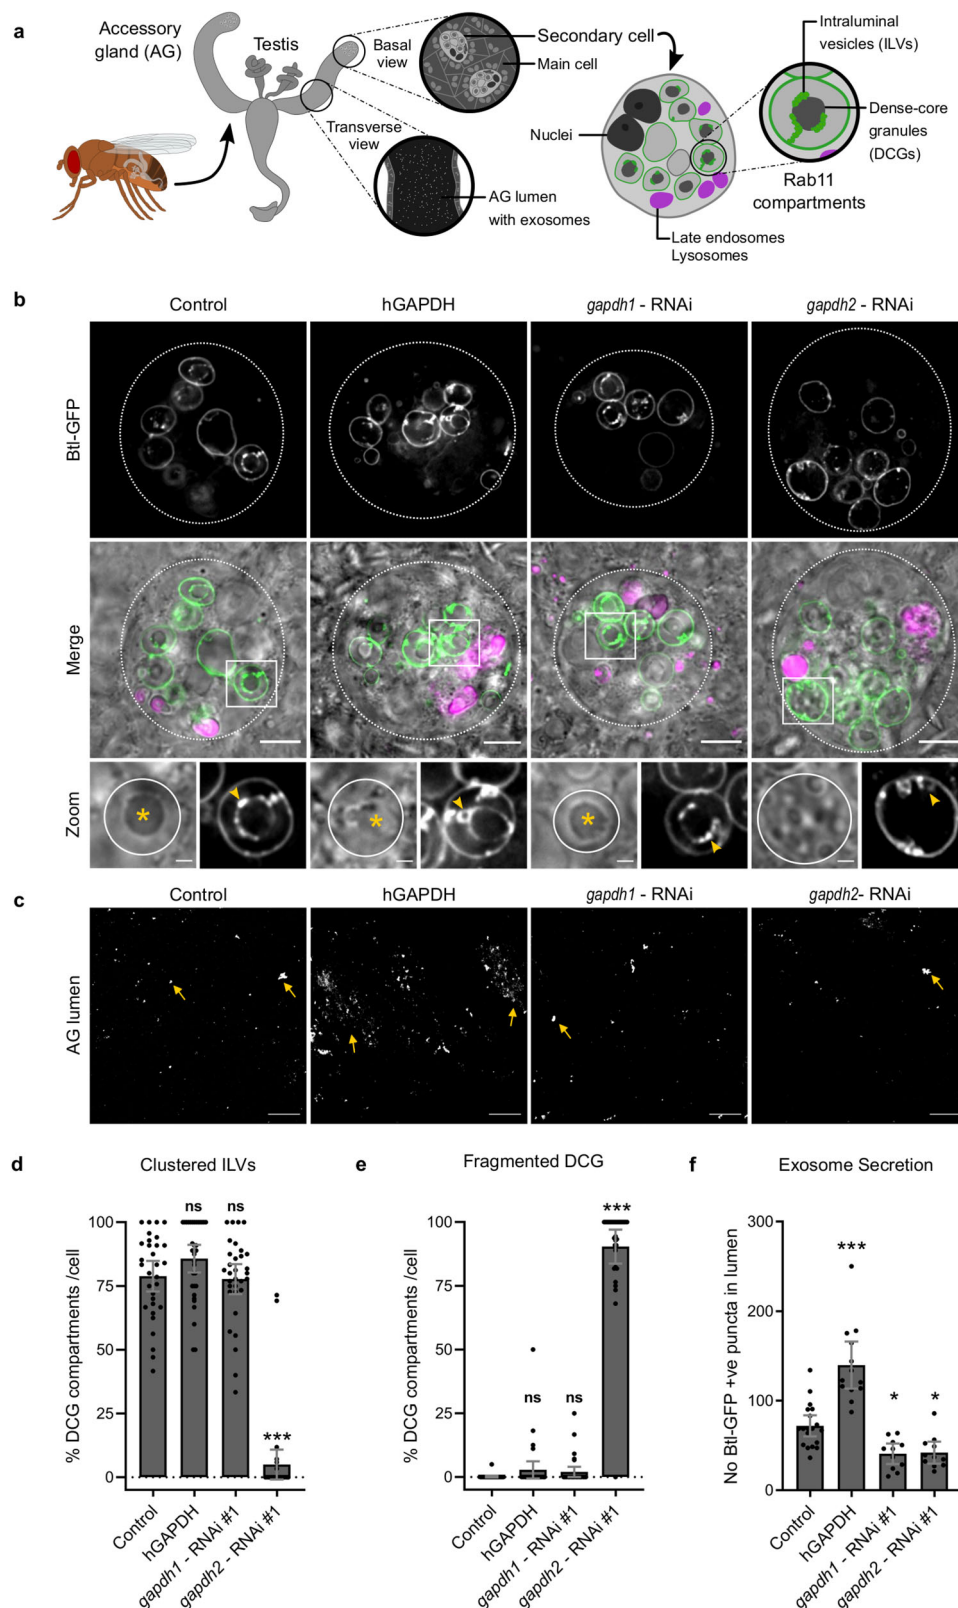 a
Accessory
gland (AG)
Testis
Basal
view
Secondary cell
Main cell
Intraluminal
vesicles (ILVs)
Nuclei
Dense-core
granules
(DCGs)
Transverse
view
AG lumen
with exosomes
Rab11
compartments
Late endosomes
Lysosomes
b
Control
hGAPDH
gapdh1 - RNAi
gapdh2 - RNAi
Btl-GFP
Merge
Zoom
*
*
*
c
Control
hGAPDH
gapdh1 - RNAi
gapdh2- RNAi
AG lumen
d
Clustered ILVs
% DCG compartments /cell
100
75
50
25
0
ns
ns
***
Control
hGAPDH
gapdh1 - RNAi #1
gapdh2 - RNAi #1
e
Fragmented DCG
% DCG compartments /cell
100
75
50
25
0
ns
ns
***
Control
hGAPDH
gapdh1 - RNAi #1
gapdh2 - RNAi #1
f
Exosome Secretion
No Btl-GFP +ve puncta in lumen
300
200
100
0
***
*
*
Control
hGAPDH
gapdh1 - RNAi #1
gapdh2 - RNAi #1